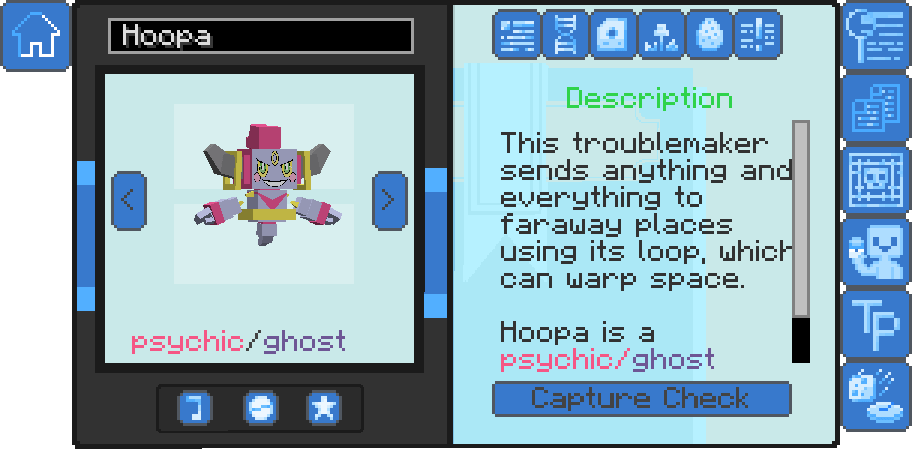 Hoopa
psychic/ghost
Description
This troublemaker
sends anything and
everything to
faraway places
using its loop, which
can warp space.
Hoopa is a
psychic/ghost
Capture Check
TP